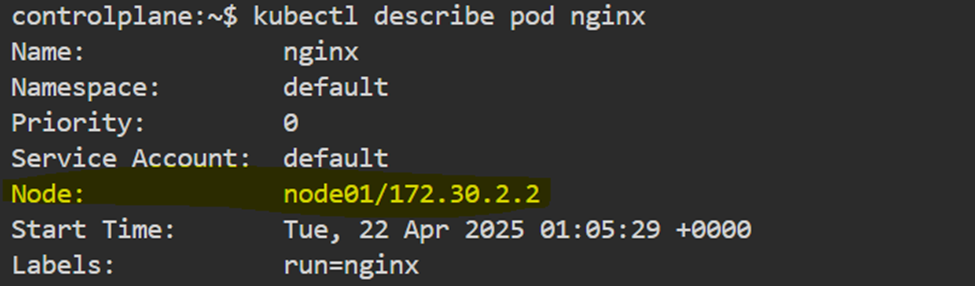 controlplane:~$ kubectl describe pod nginx
Name:             nginx
Namespace:        default
Priority:         0
Service Account:  default
Node:             node01/172.30.2.2
Start Time:       Tue, 22 Apr 2025 01:05:29 +0000
Labels:           run=nginx